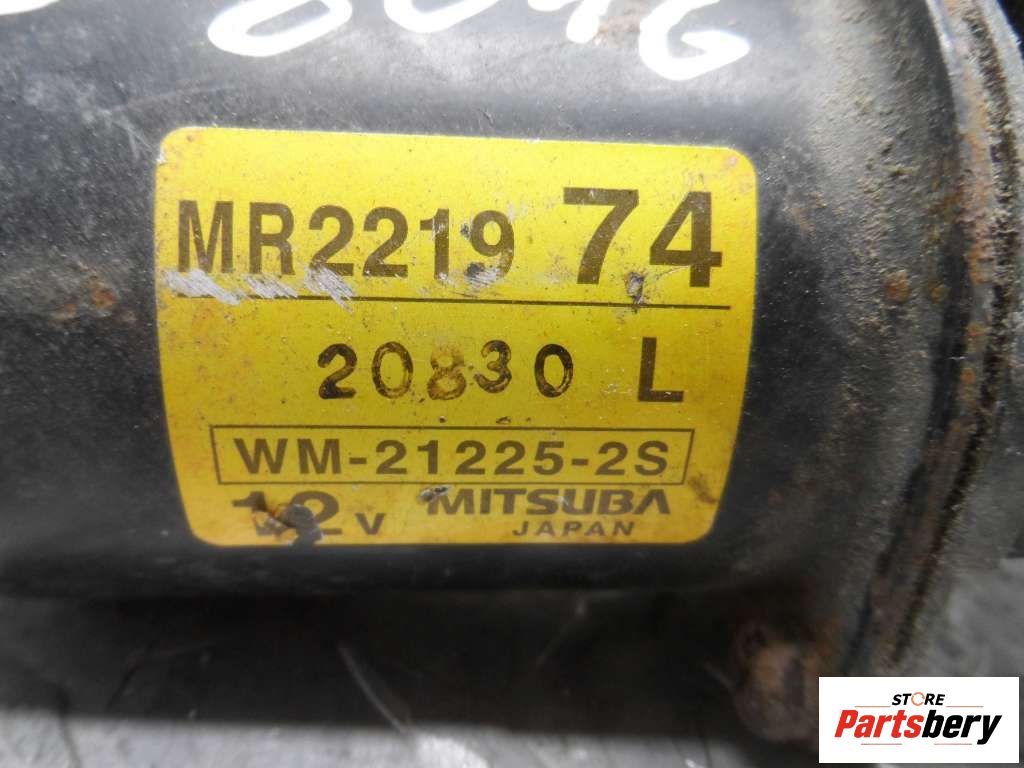 MR2219 74
20830 L
WM-21225-2S
12V MITSUBA
JAPAN
STORE
Partsbery